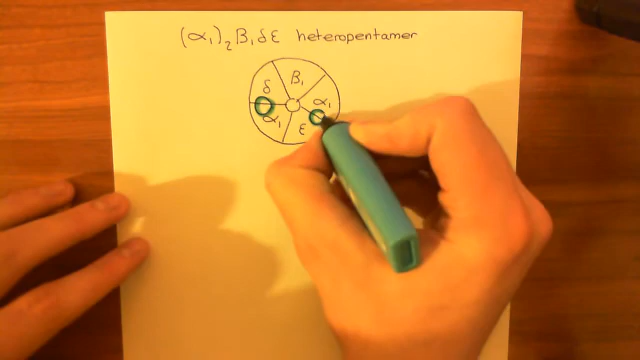 (α₁)₂ β₁ δ ε heteropentamer
β₁
δ
α₁
α₁
ε